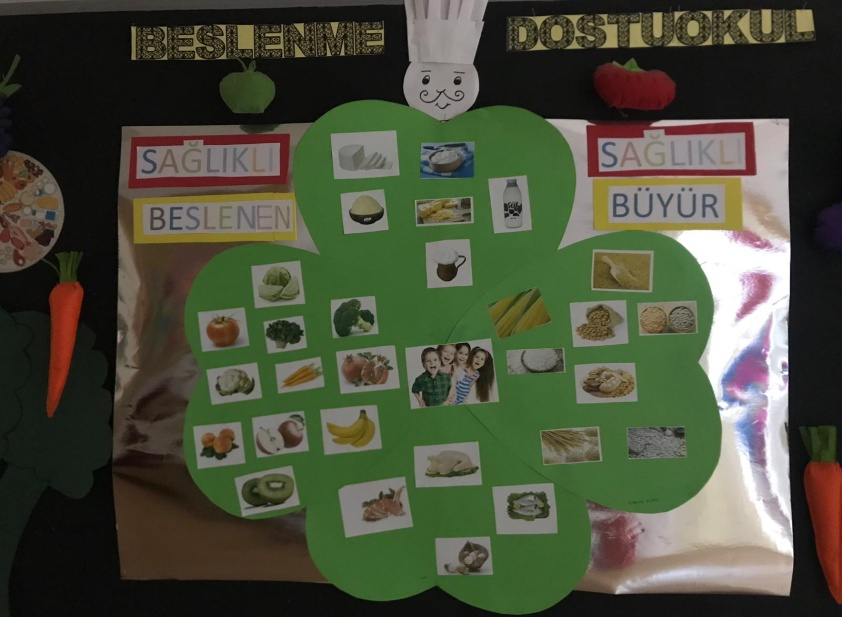 BESLENME DOSTUOKUL
SAĞLIKLI
BESLENEN
SAĞLIKLI
BÜYÜR